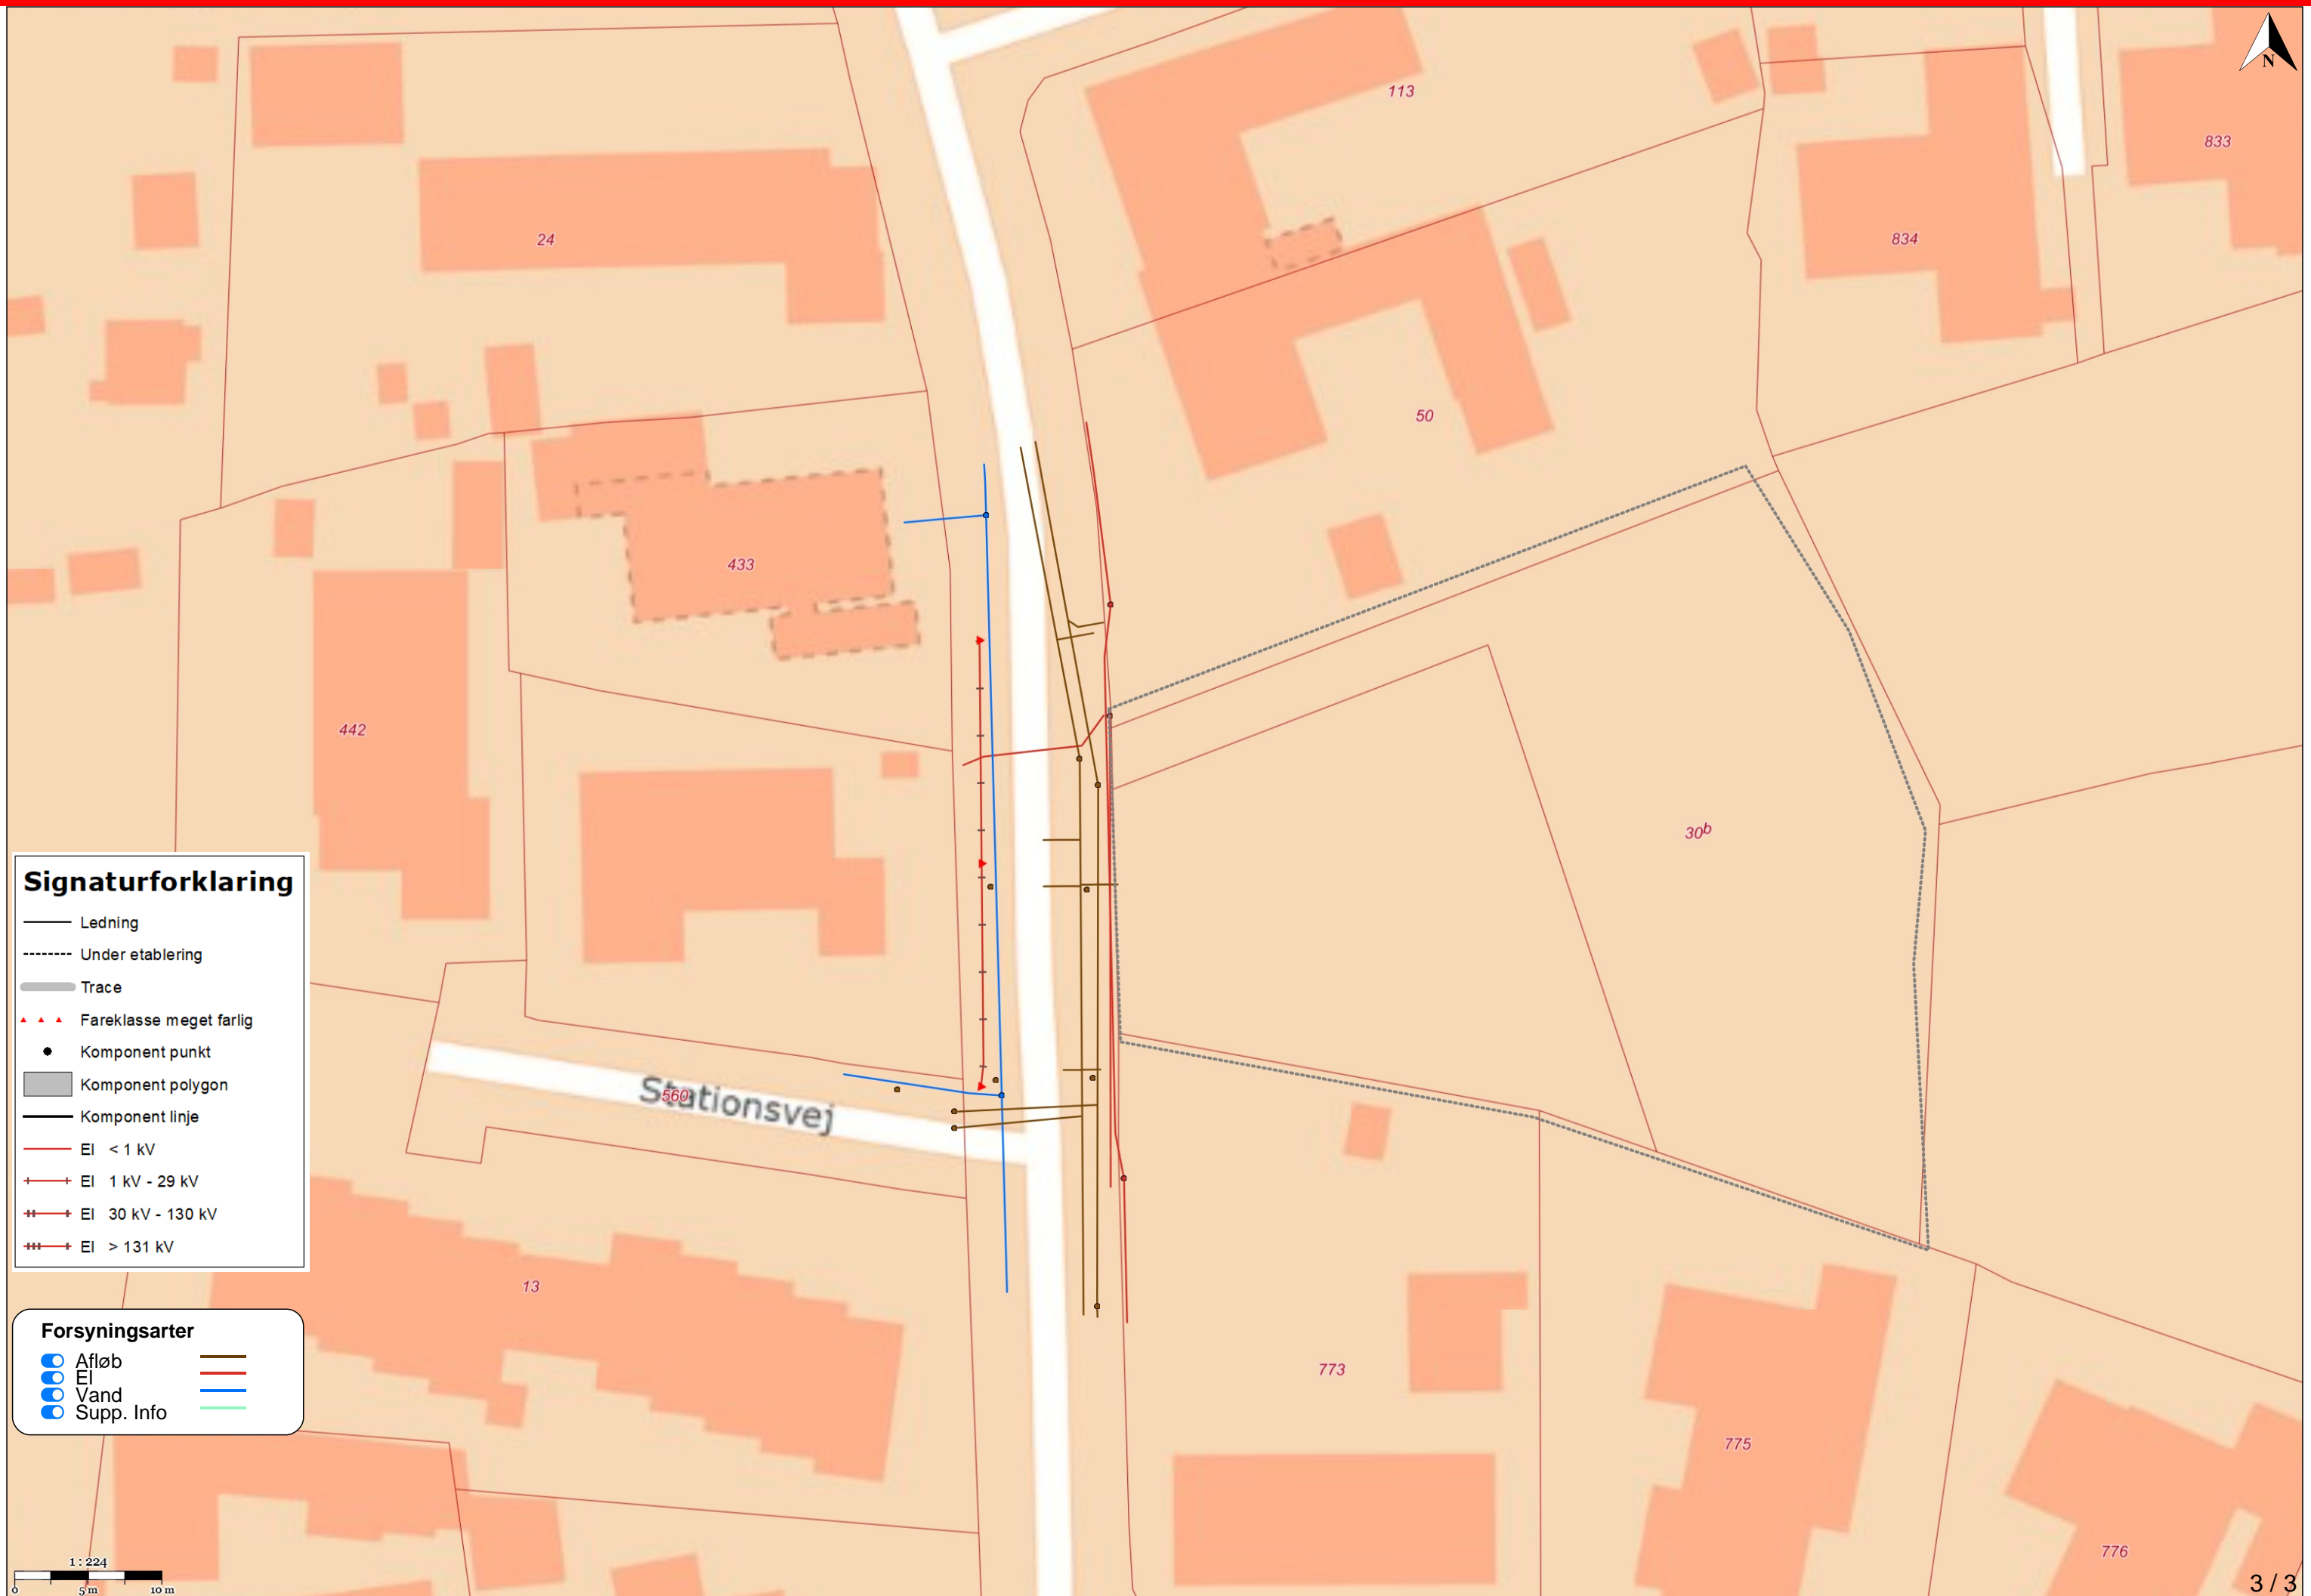 N
113
833
24
834
50
433
442
30b
Signaturforklaring
Ledning
Under etablering
Trace
Fareklasse meget farlig
Komponent punkt
Komponent polygon
Komponent linje
El < 1 kV
El 1 kV - 29 kV
El 30 kV - 130 kV
El > 131 kV
Stationsvej
560
13
Forsyningsarter
Afløb
El
Vand
Supp. Info
773
775
776
1 : 224
0 5 m 10 m
3 / 3